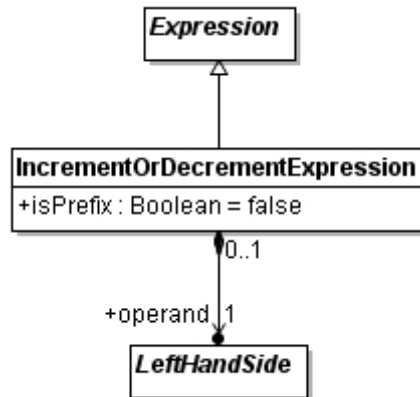 Expression
IncrementOrDecrementExpression
+isPrefix : Boolean = false
0..1
+operand 1
LeftHandSide